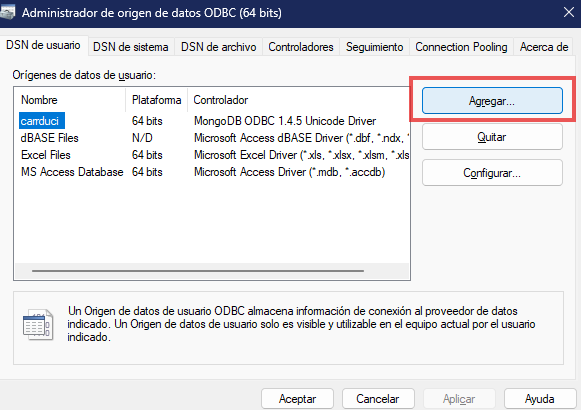 Administrador de origen de datos ODBC (64 bits)
DSN de usuario DSN de sistema DSN de archivo Controladores Seguimiento Connection Pooling Acerca de
Orígenes de datos de usuario:
Nombre Plataforma Controlador
carrduci 64 bits MongoDB ODBC 1.4.5 Unicode Driver
dBASE Files N/D Microsoft Access dBASE Driver (*.dbf, *.ndx, *
Excel Files 64 bits Microsoft Excel Driver (*.xls, *.xlsx, *.xlsm, *.xls
MS Access Database 64 bits Microsoft Access Driver (*.mdb, *.accdb)
Agregar...
Quitar
Configurar...
Un Origen de datos de usuario ODBC almacena información de conexión al proveedor de datos
indicado. Un Origen de datos de usuario solo es visible y utilizable en el equipo actual por el usuario
indicado.
Aceptar Cancelar Aplicar Ayuda